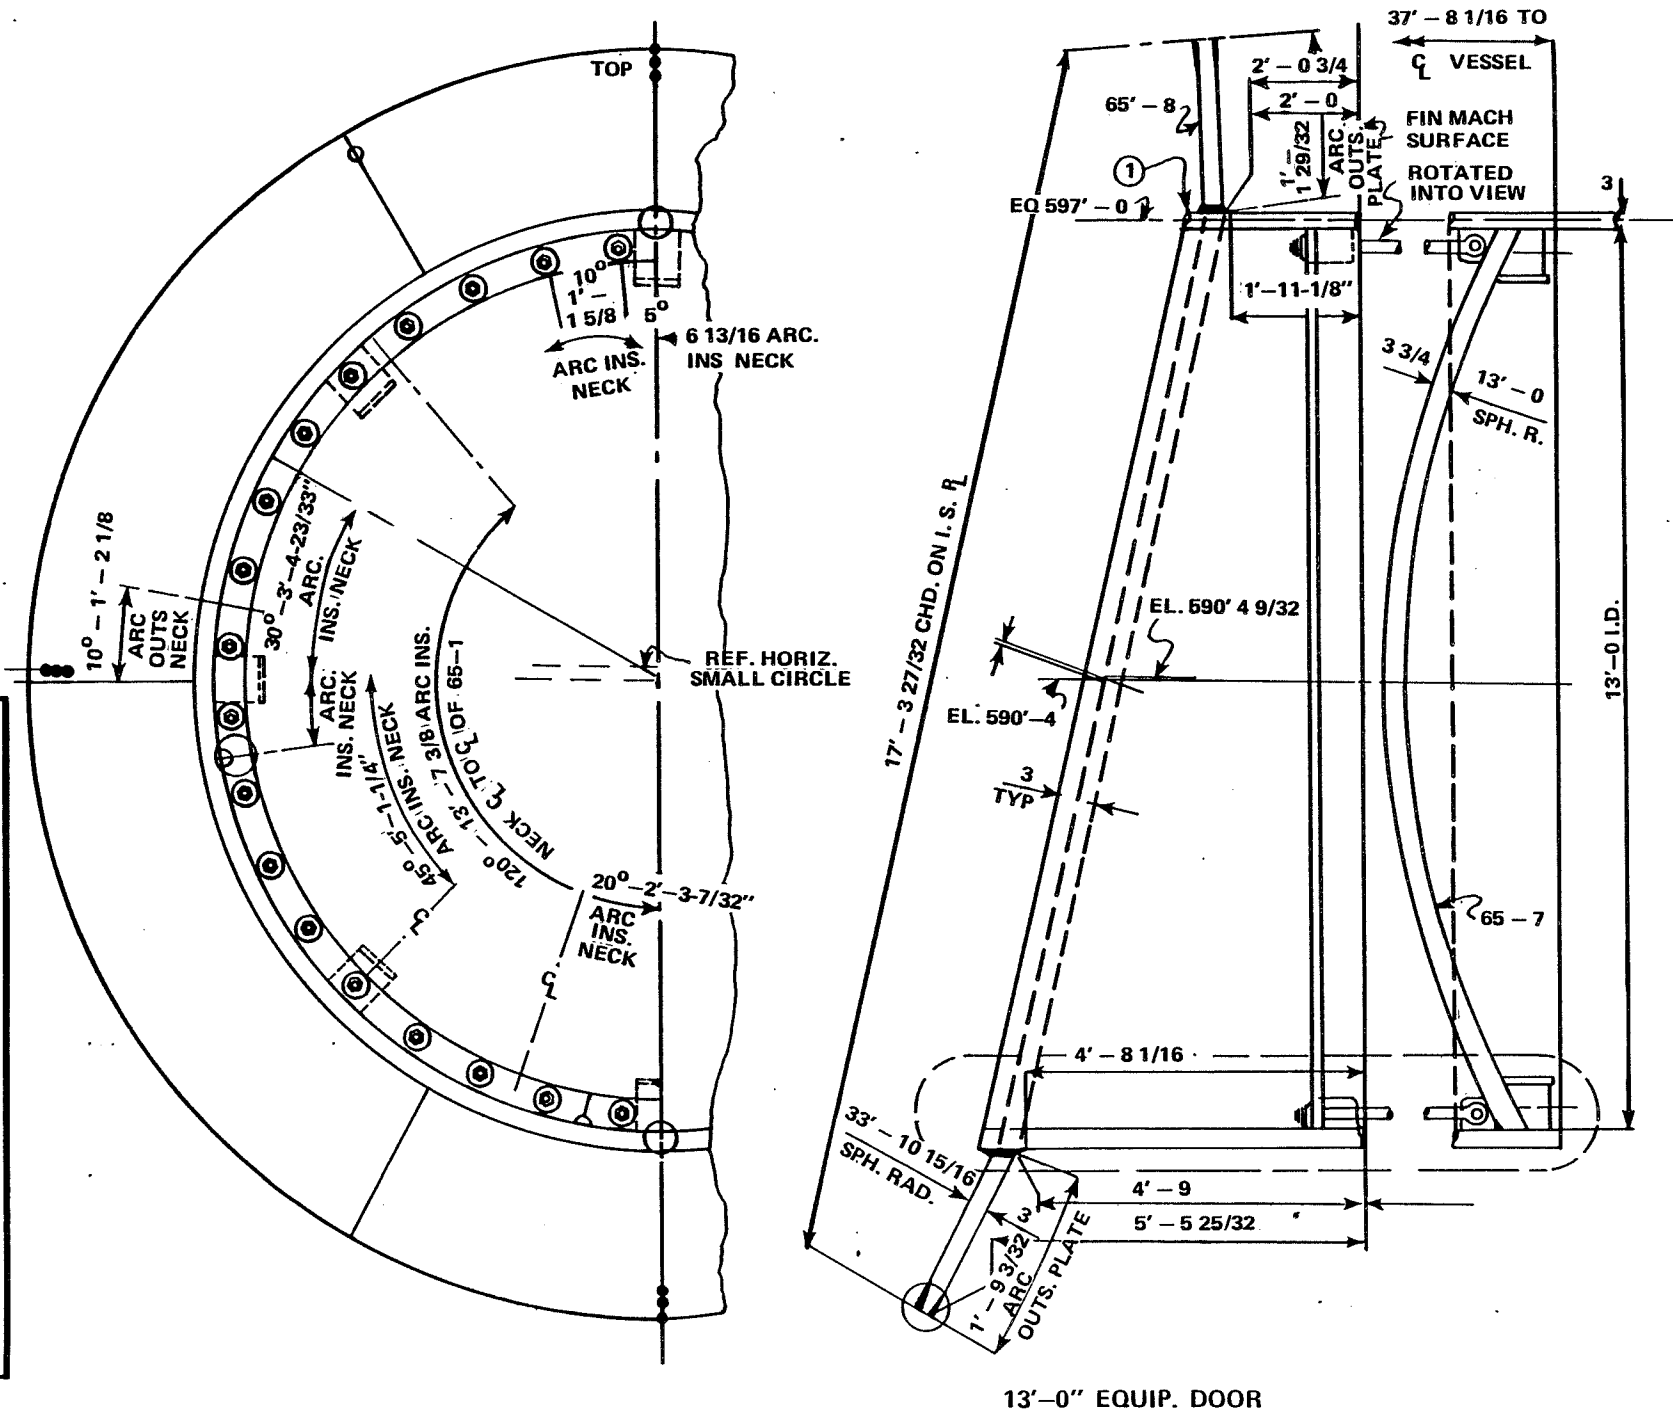 TOP
10°
1' –
1 5/8
5°
ARC INS.
NECK
6 13/16 ARC.
INS NECK
10° – 1' – 2 1/8
ARC
OUTS
NECK
30° – 3' – 4-23/33"
ARC.
INS. NECK
ARC.
INS. NECK
45° – 5' – 1-1/4"
ARC INS. NECK
120° – 13' – 7 3/8 ARC INS.
NECK ℄ TO ℄ OF 65–1
REF. HORIZ.
SMALL CIRCLE
20° – 2' – 3-7/32"
ARC
INS.
NECK
℄
℄
37' – 8 1/16 TO
℄ VESSEL
2' – 0 3/4
2' – 0
65' – 8
1' –
1 29/32
ARC.
OUTS.
PLATE
FIN MACH
SURFACE
ROTATED
INTO VIEW
1
EQ 597' – 0
3
1'–11-1/8"
3 3/4
13' – 0
SPH. R.
17' – 3 27/32 CHD. ON I. S. ℞
EL. 590' 4 9/32
EL. 590'–4
3
TYP
13'–0 I.D.
65 – 7
4' – 8 1/16
33' – 10 15/16
SPH. RAD.
4' – 9
5' – 5 25/32
3
1' – 9 3/32
ARC
OUTS. PLATE
13'–0" EQUIP. DOOR